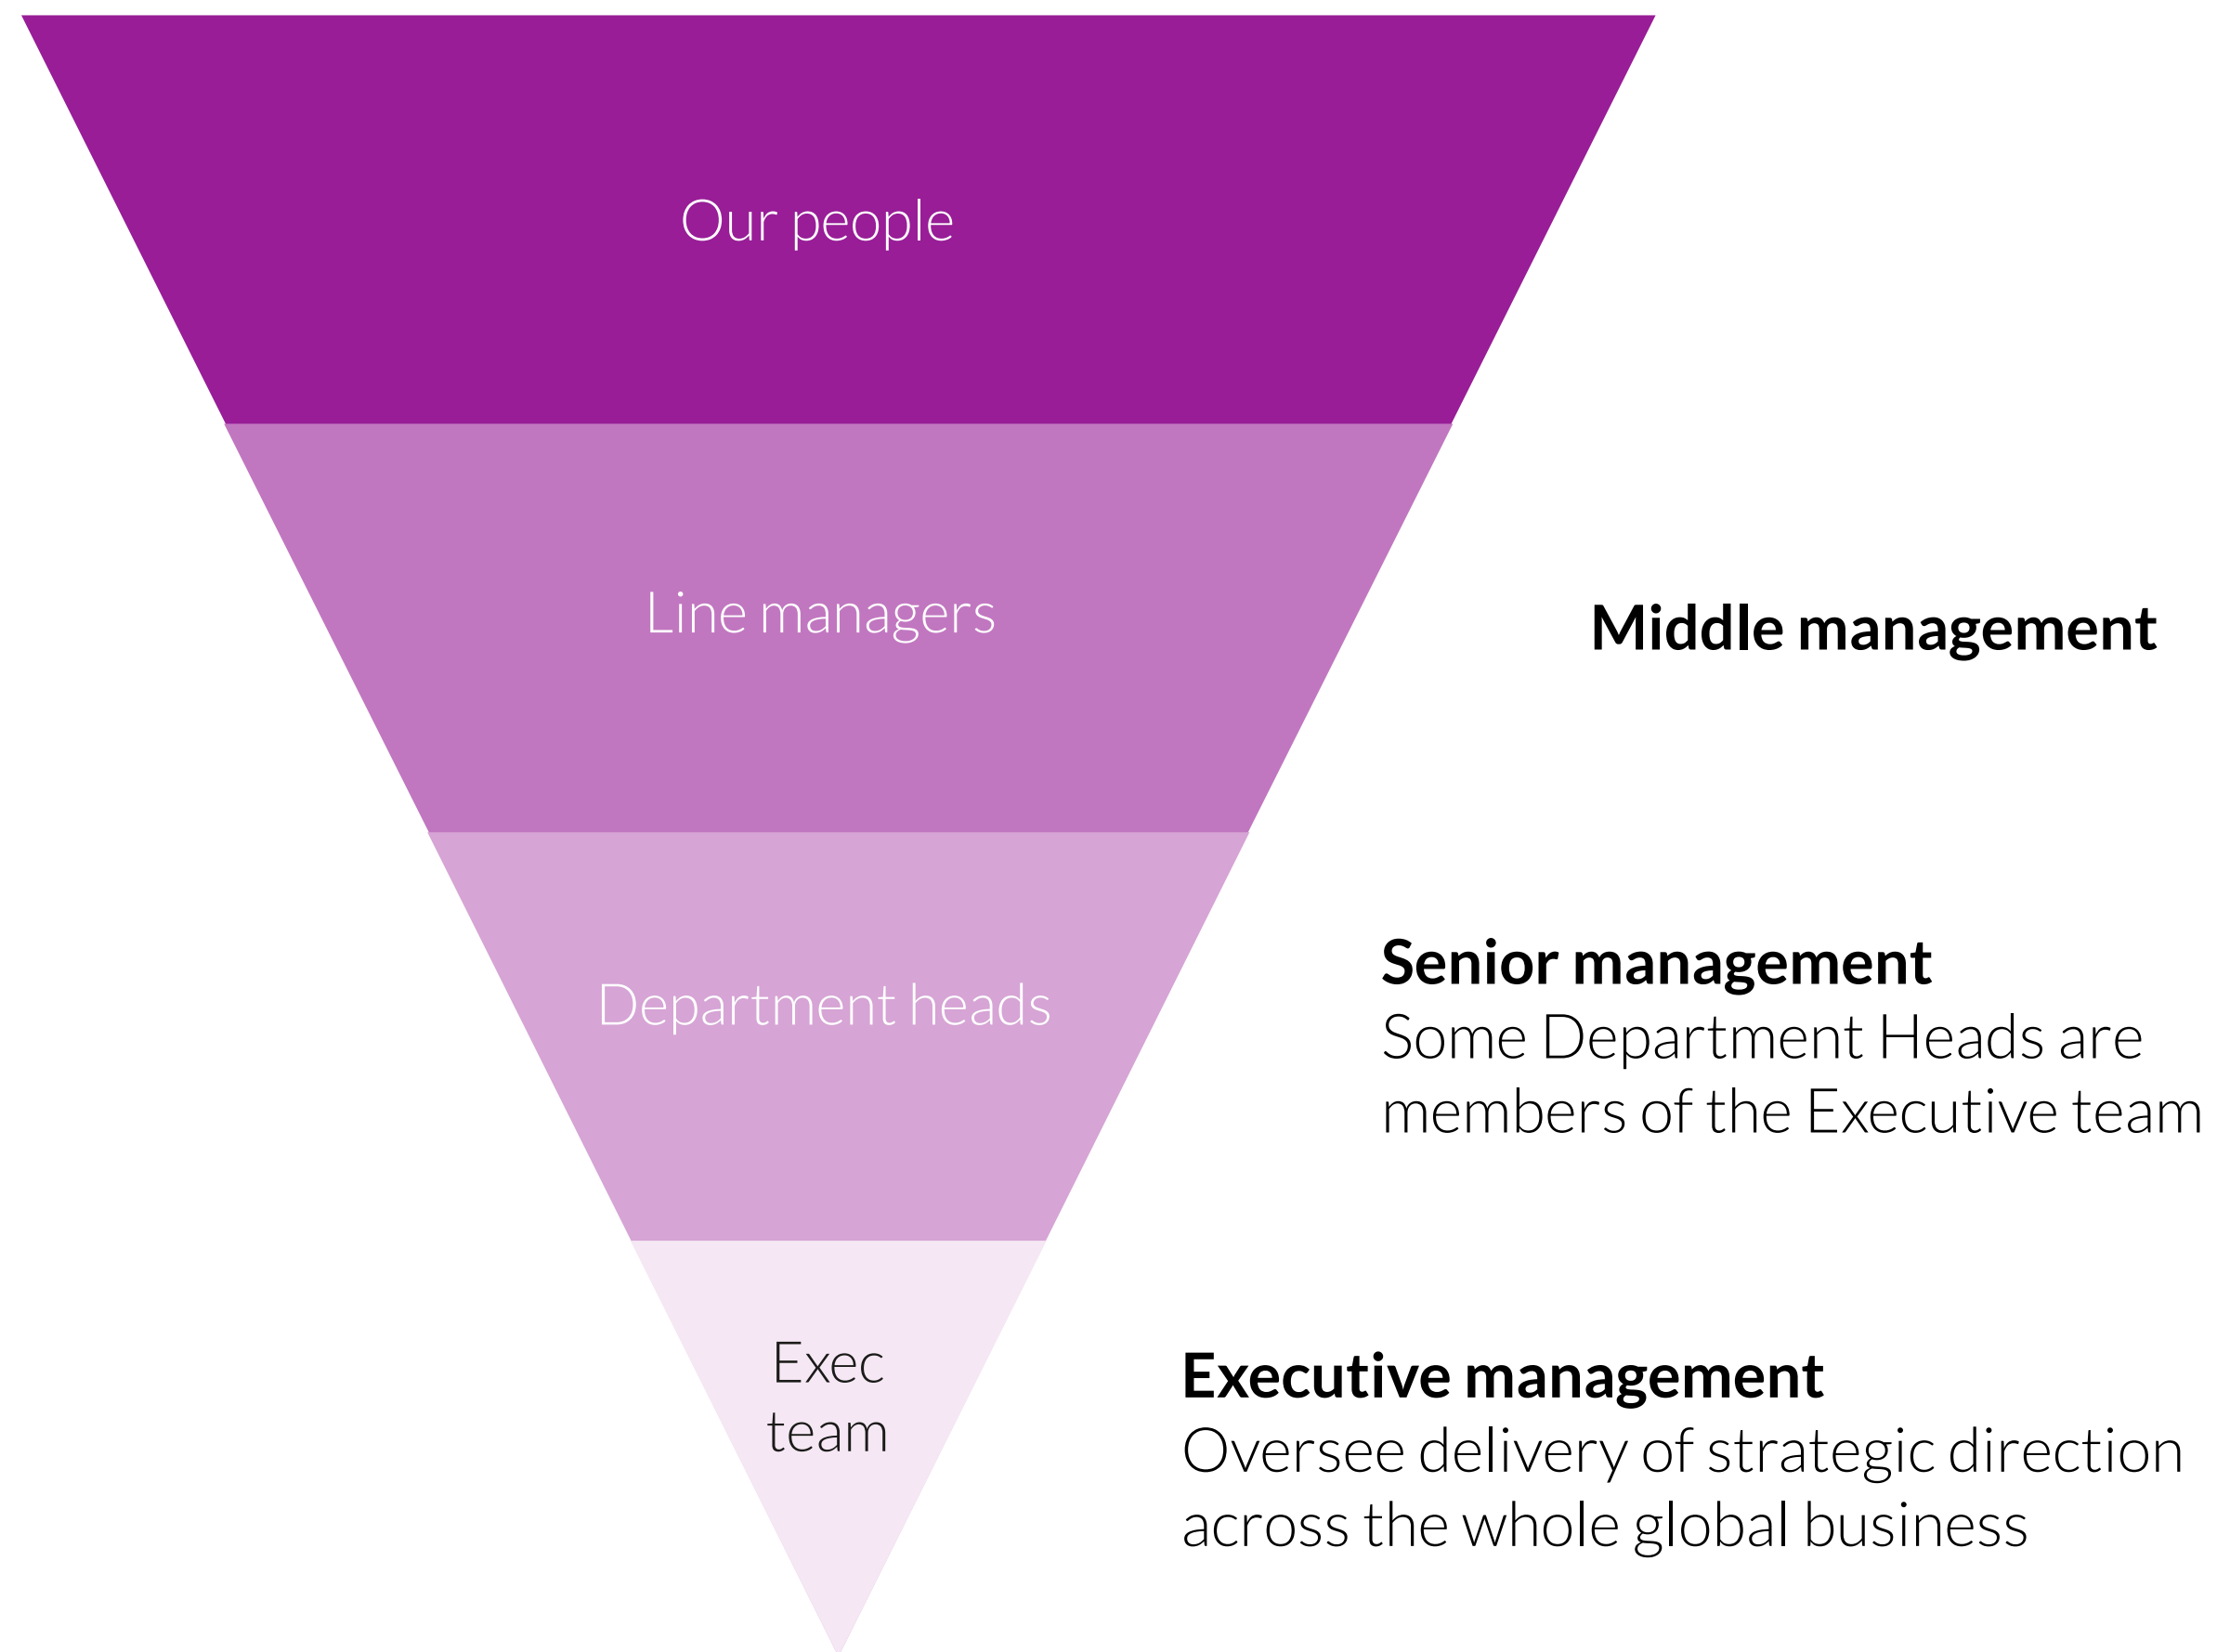 Our people
Line managers
Middle management
Department heads
Senior management
Some Department Heads are
members of the Executive team
Exec
team
Executive management
Oversee delivery of strategic direction
across the whole global business